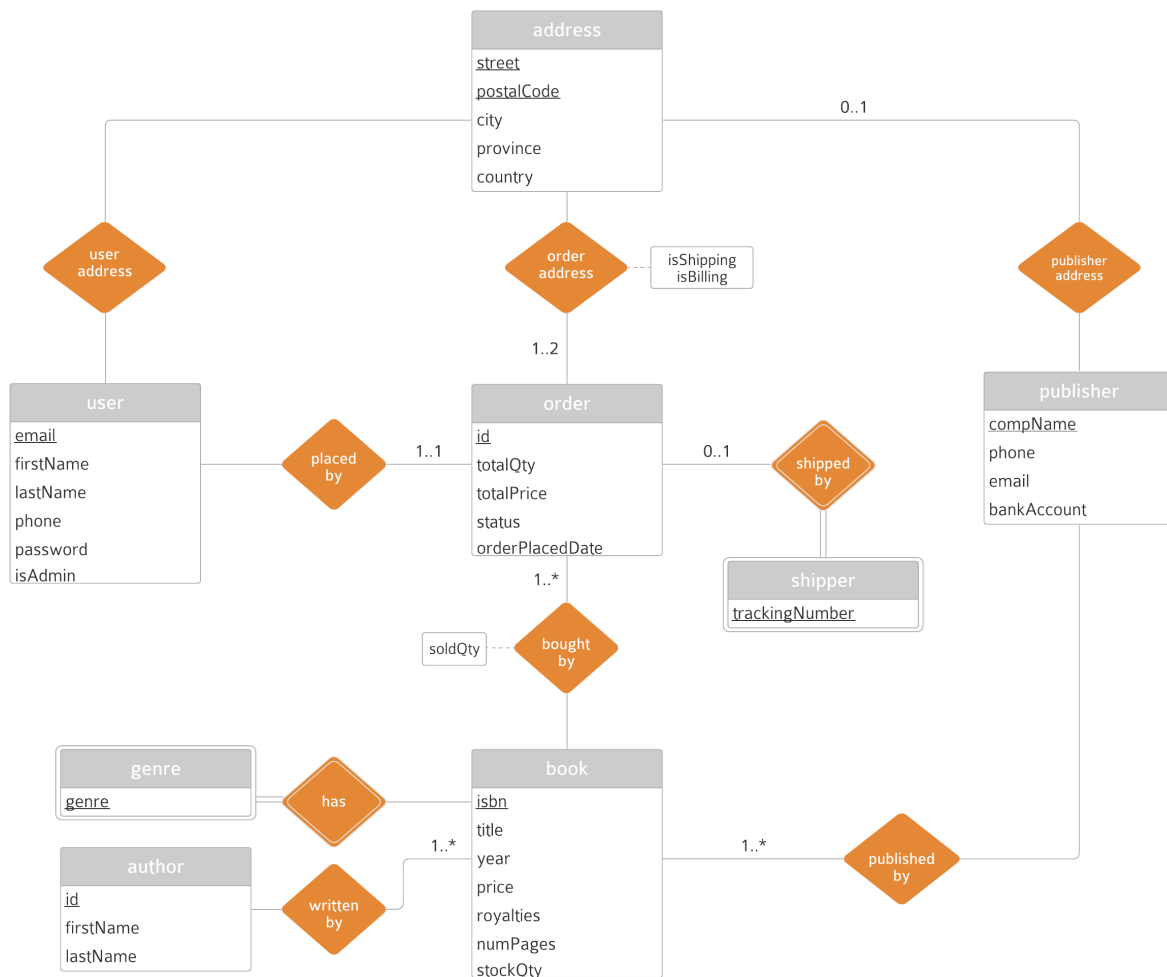 address
street
postalCode
city
province
country
0..1
user
address
order
address
isShipping
isBilling
publisher
address
1..2
user
email
firstName
lastName
phone
password
isAdmin
placed
by
1..1
order
id
totalQty
totalPrice
status
orderPlacedDate
0..1
shipped
by
publisher
compName
phone
email
bankAccount
shipper
trackingNumber
1..*
soldQty
bought
by
genre
genre
has
book
isbn
title
year
price
royalties
numPages
stockQty
1..*
author
id
firstName
lastName
written
by
1..*
published
by